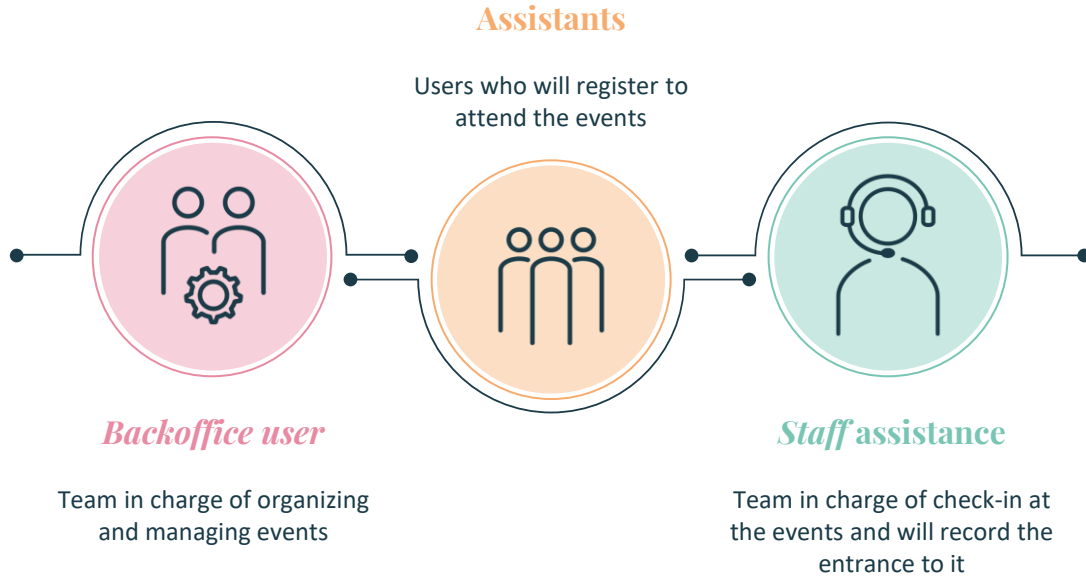 Assistants
Users who will register to
attend the events
Backoffice user
Team in charge of organizing
and managing events
Staff assistance
Team in charge of check-in at
the events and will record the
entrance to it